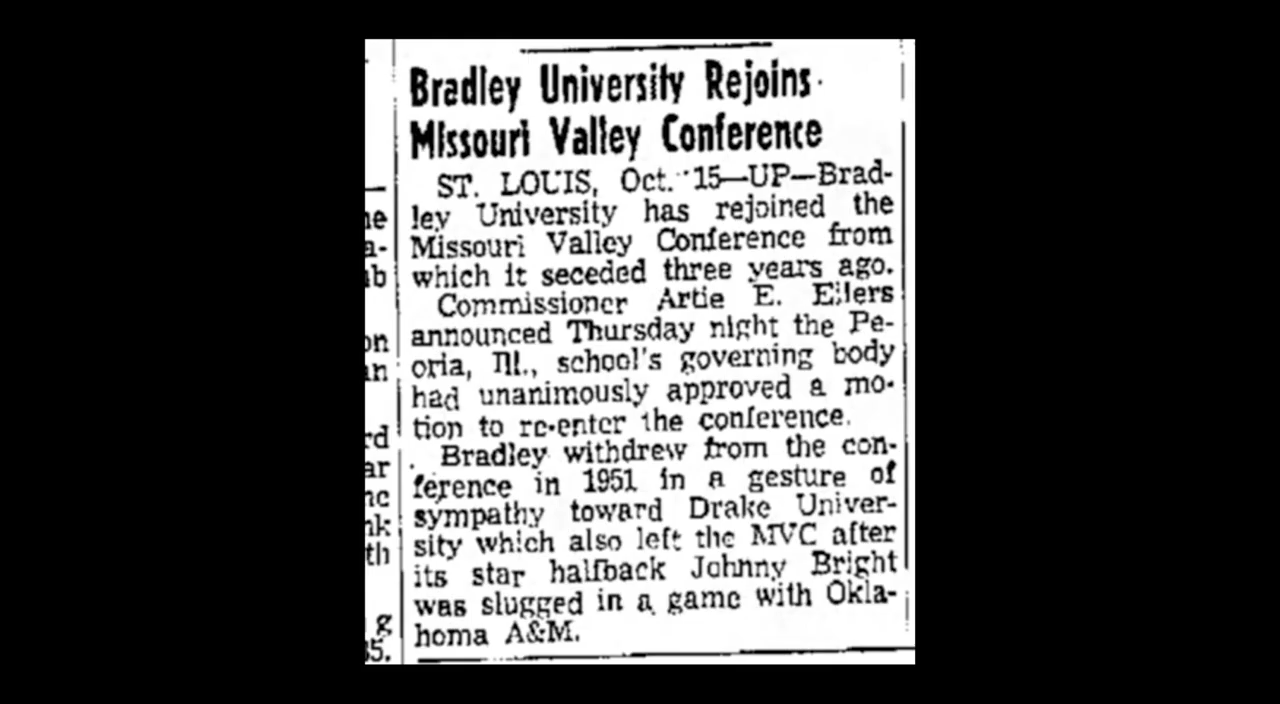 Bradley University Rejoins
Missouri Valley Conference
ST. LOUIS, Oct. 15—UP—Brad-
ley University has rejoined the
Missouri Valley Conference from
which it seceded three years ago.
Commissioner Artie E. Eilers
announced Thursday night the Pe-
oria, Ill., school's governing body
had unanimously approved a mo-
tion to re-enter the conference.
Bradley withdrew from the con-
ference in 1951 in a gesture of
sympathy toward Drake Univer-
sity which also left the MVC after
its star halfback Johnny Bright
was slugged in a game with Okla-
homa A&M.